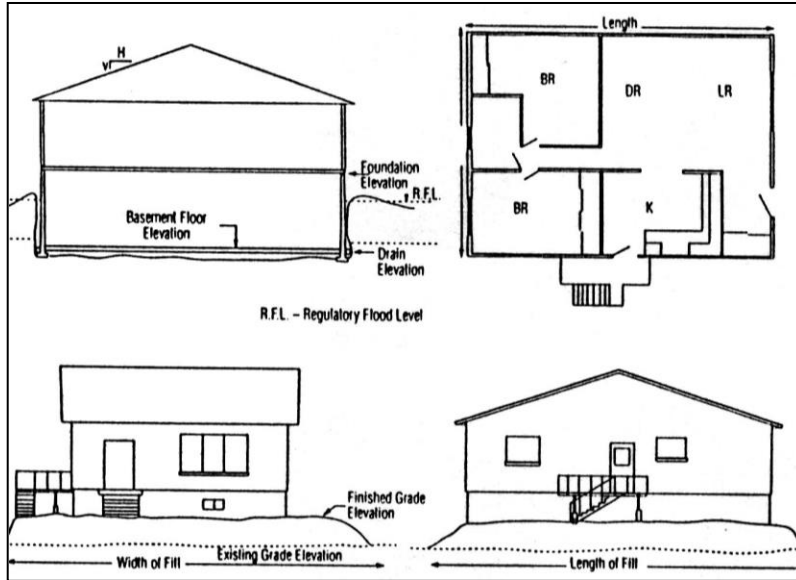 H
V
Foundation
Elevation
R.F.L.
Basement Floor
Elevation
Drain
Elevation
R.F.L. – Regulatory Flood Level
Length
BR
DR
LR
BR
K
Finished Grade
Elevation
Existing Grade Elevation
Width of Fill
Length of Fill